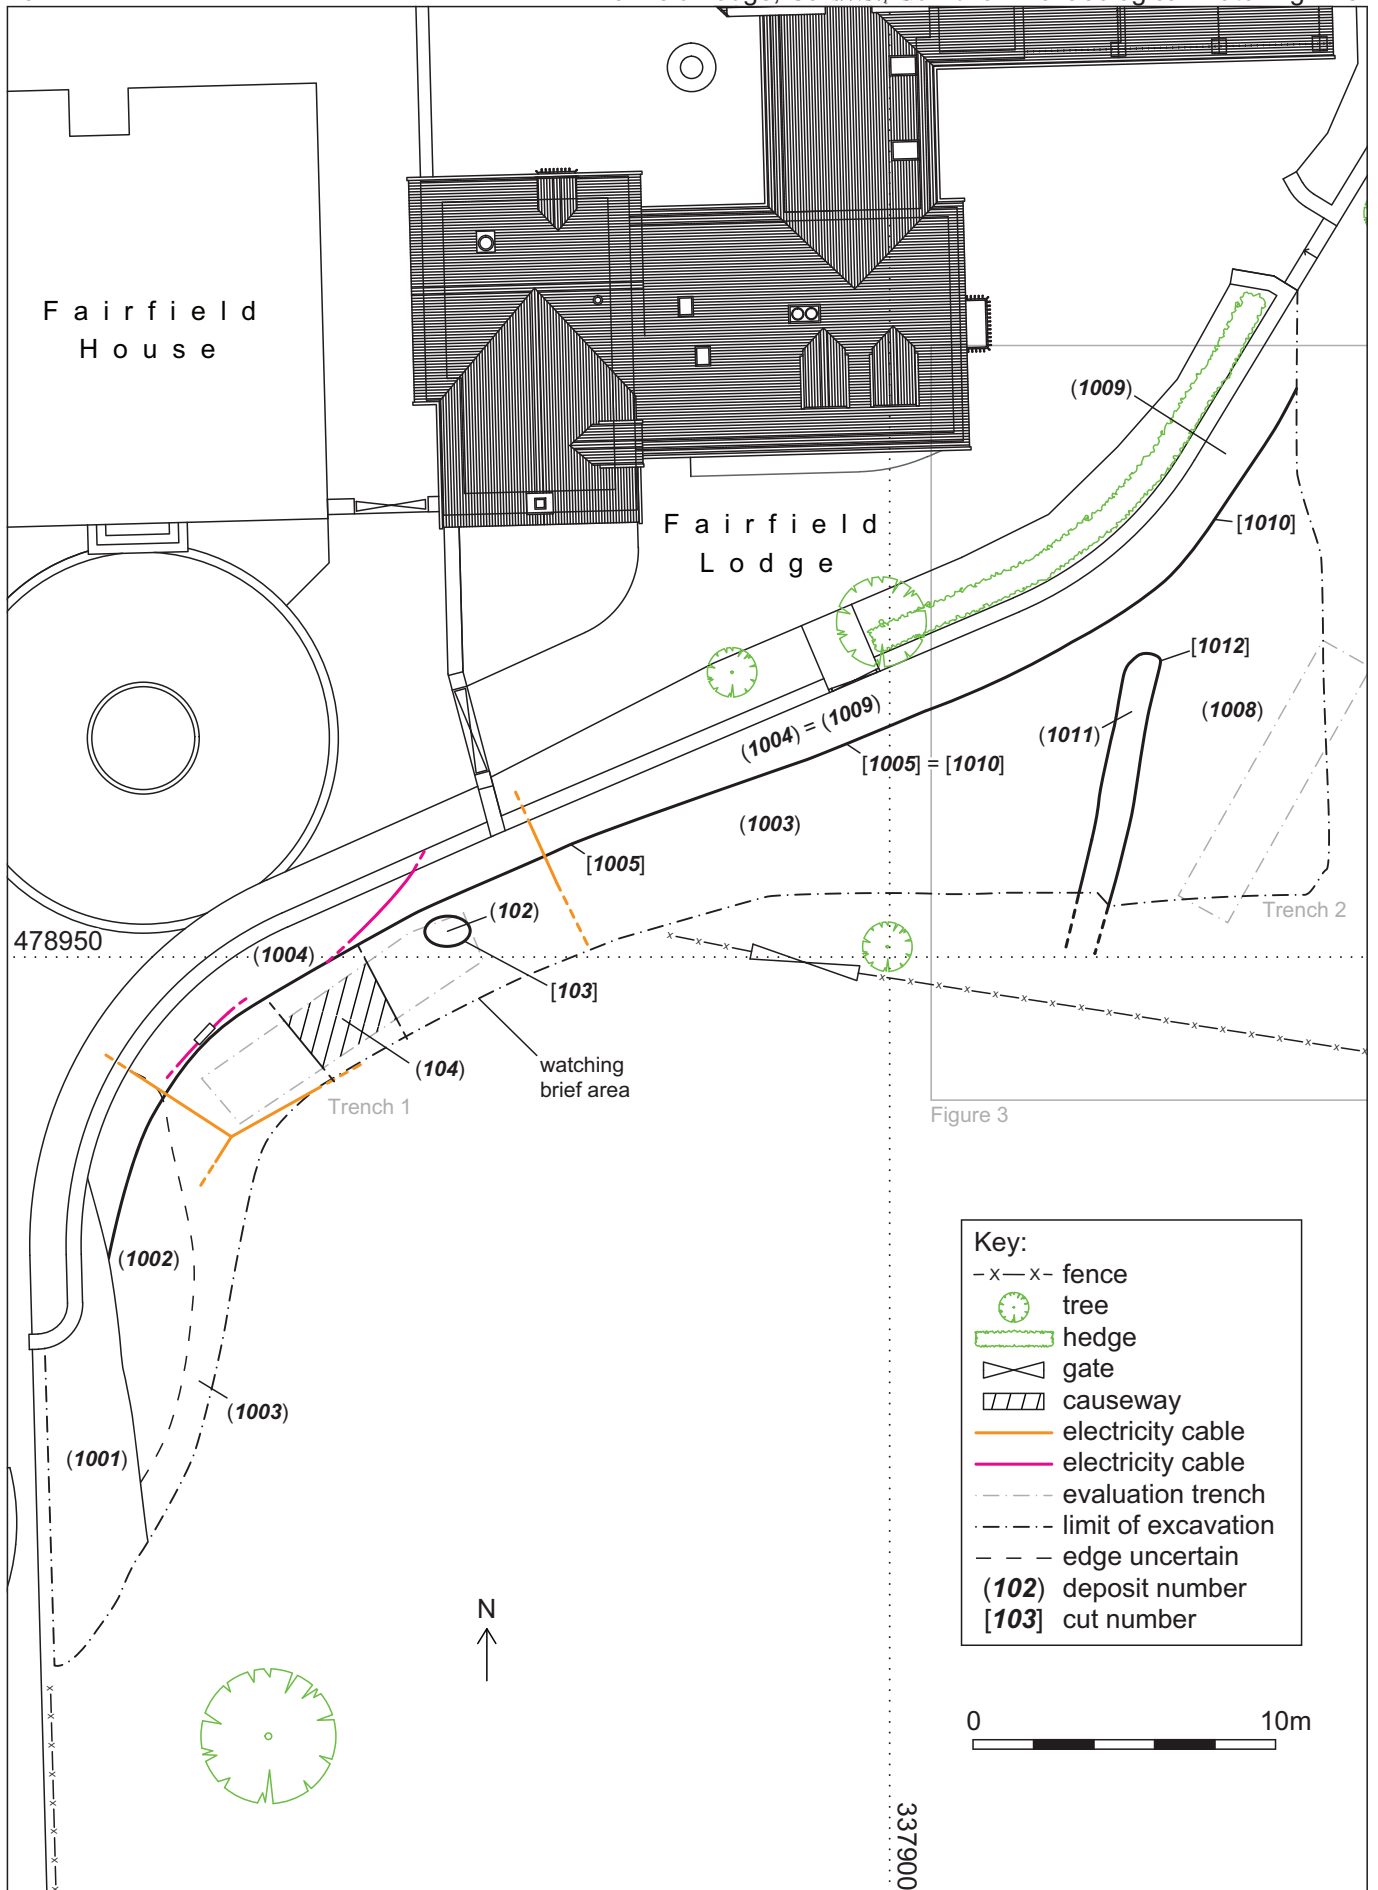 Fairfield
House
Fairfield
Lodge
(1009)
[1010]
[1012]
(1008)
(1011)
(1004) = (1009)
[1005] = [1010]
(1003)
[1005]
(102)
[103]
478950
(1004)
(104)
watching
brief area
Trench 1
Trench 2
Figure 3
(1002)
(1003)
(1001)
Key:
-x—x- fence
tree
hedge
gate
causeway
electricity cable
electricity cable
evaluation trench
limit of excavation
edge uncertain
(102) deposit number
[103] cut number
N
0 10m
337900